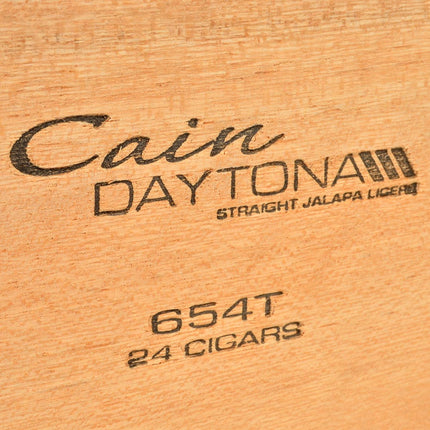 Cain
DAYTONA
STRAIGHT JALAPA LIGERO
654T
24 CIGARS